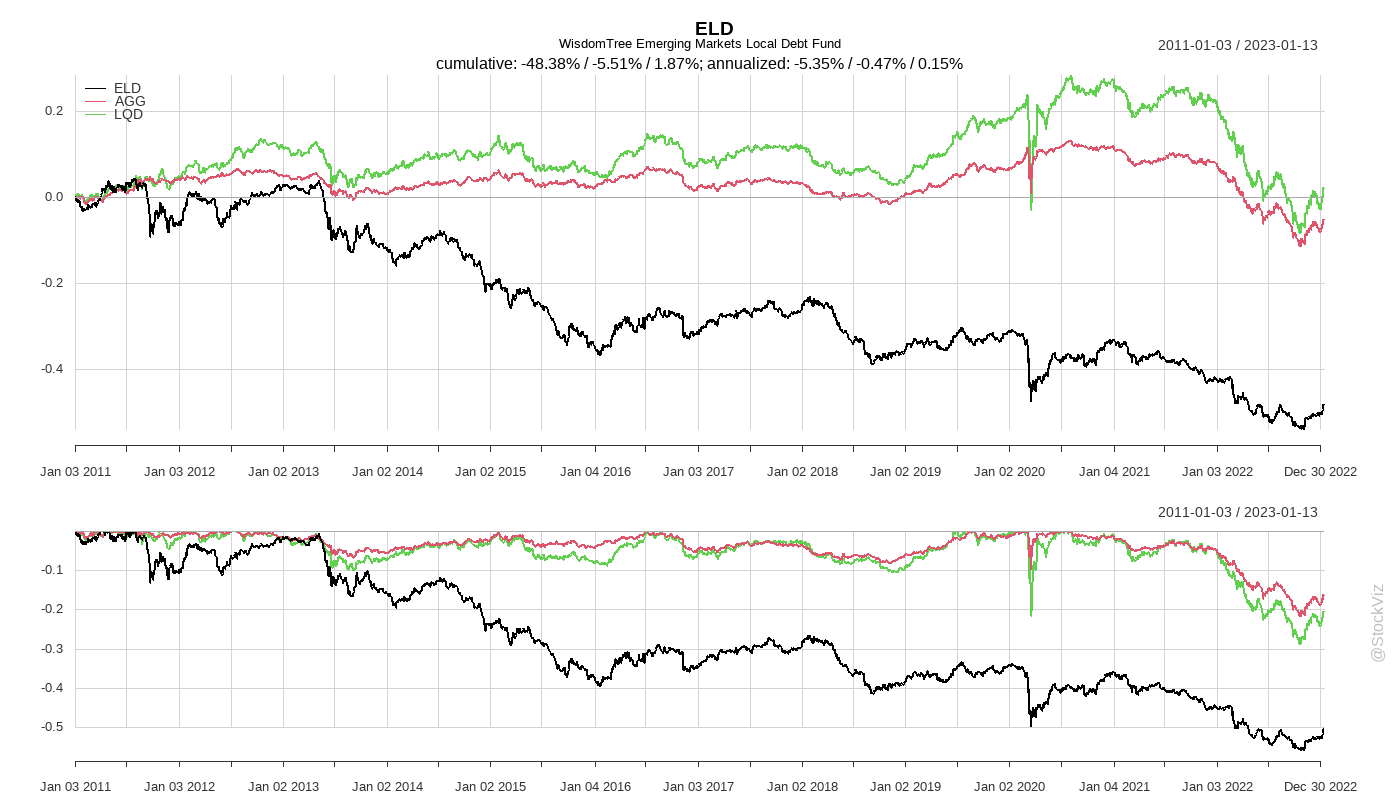 ELD
WisdomTree Emerging Markets Local Debt Fund
2011-01-03 / 2023-01-13
cumulative: -48.38% / -5.51% / 1.87%; annualized: -5.35% / -0.47% / 0.15%
ELD
AGG
LQD
0.2
0.0
-0.2
-0.4
Jan 03 2011 Jan 03 2012 Jan 02 2013 Jan 02 2014 Jan 02 2015 Jan 04 2016 Jan 03 2017 Jan 02 2018 Jan 02 2019 Jan 02 2020 Jan 04 2021 Jan 03 2022 Dec 30 2022
2011-01-03 / 2023-01-13
-0.1
-0.2
-0.3
-0.4
-0.5
Jan 03 2011 Jan 03 2012 Jan 02 2013 Jan 02 2014 Jan 02 2015 Jan 04 2016 Jan 03 2017 Jan 02 2018 Jan 02 2019 Jan 02 2020 Jan 04 2021 Jan 03 2022 Dec 30 2022
@StockViz